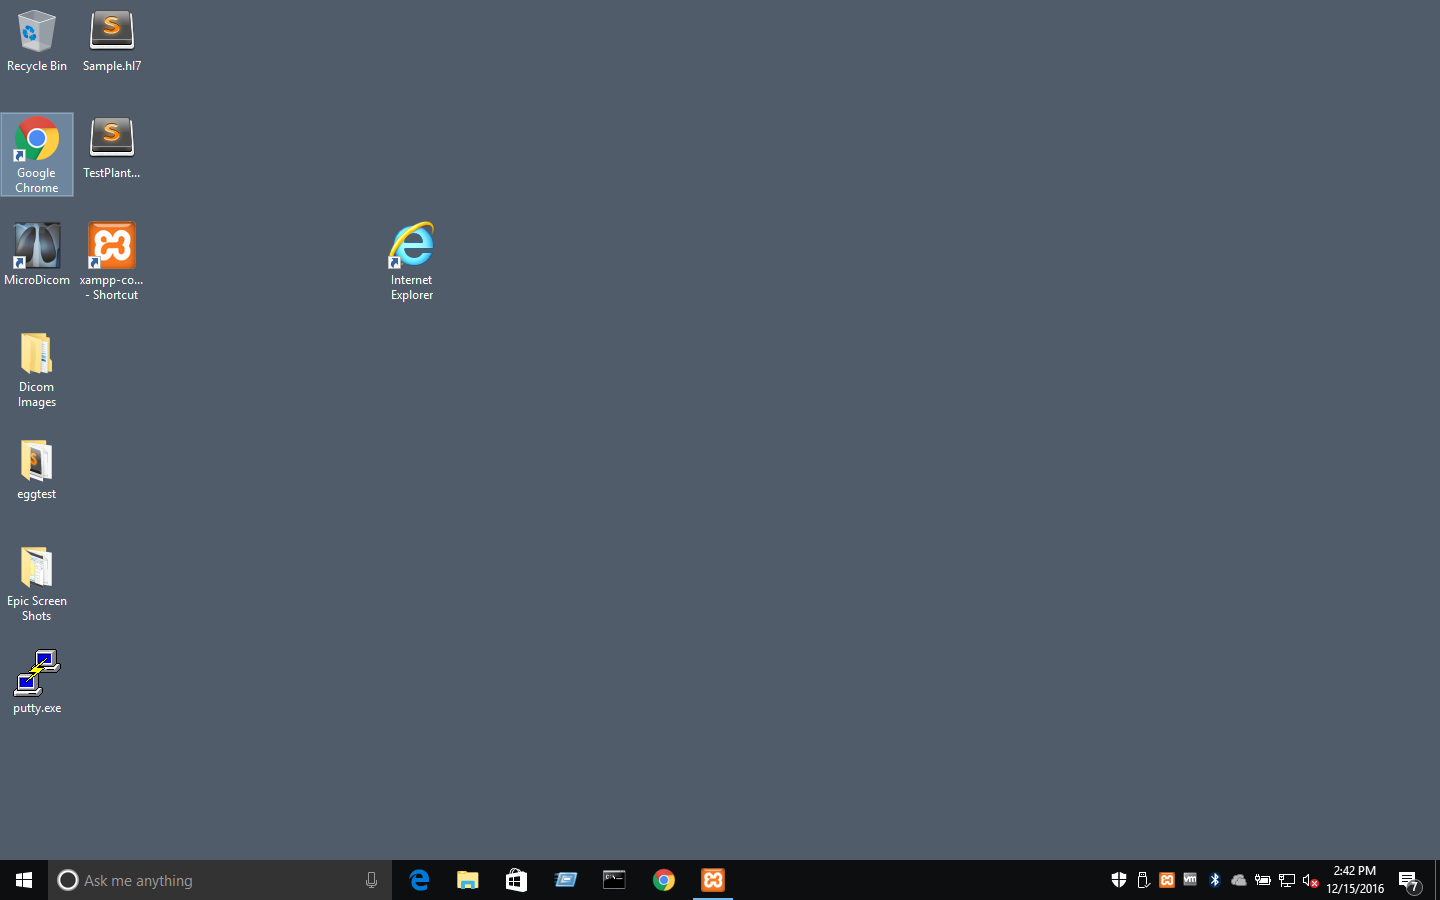 Recycle Bin
Sample.hl7
Google
Chrome
TestPlant...
MicroDicom
xampp-co...
- Shortcut
Internet
Explorer
Dicom
Images
eggtest
Epic Screen
Shots
putty.exe
Ask me anything
2:42 PM
12/15/2016
7